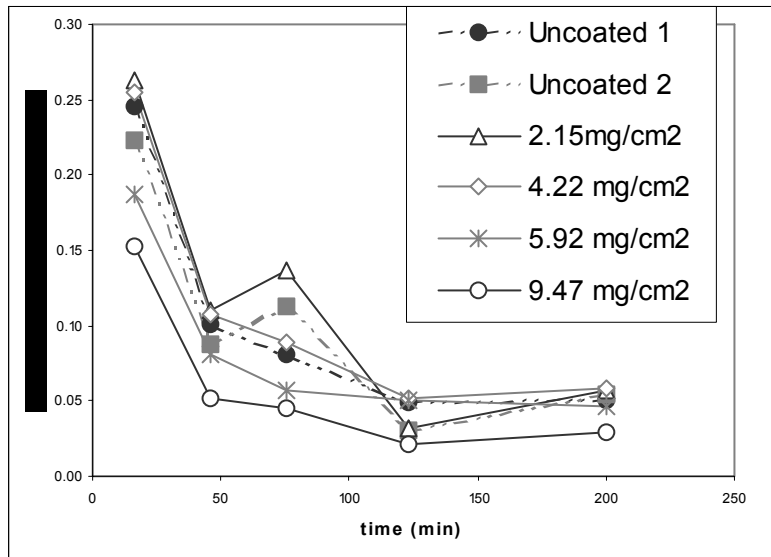 0.30
0.25
0.20
0.15
0.10
0.05
0.00
0
50
100
150
200
250
time (min)
Uncoated 1
Uncoated 2
2.15mg/cm2
4.22 mg/cm2
5.92 mg/cm2
9.47 mg/cm2